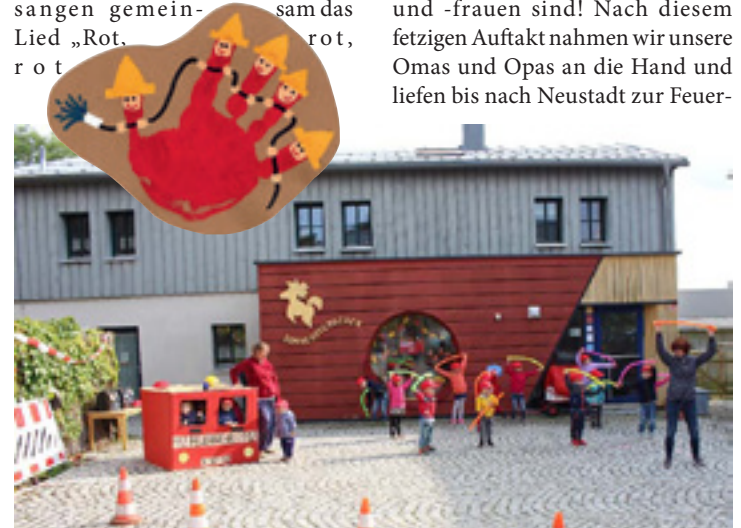 sangen gemein- sam das
Lied „Rot, rot,
rot
und -frauen sind! Nach diesem
fetzigen Auftakt nahmen wir unsere
Omas und Opas an die Hand und
liefen bis nach Neustadt zur Feuer-